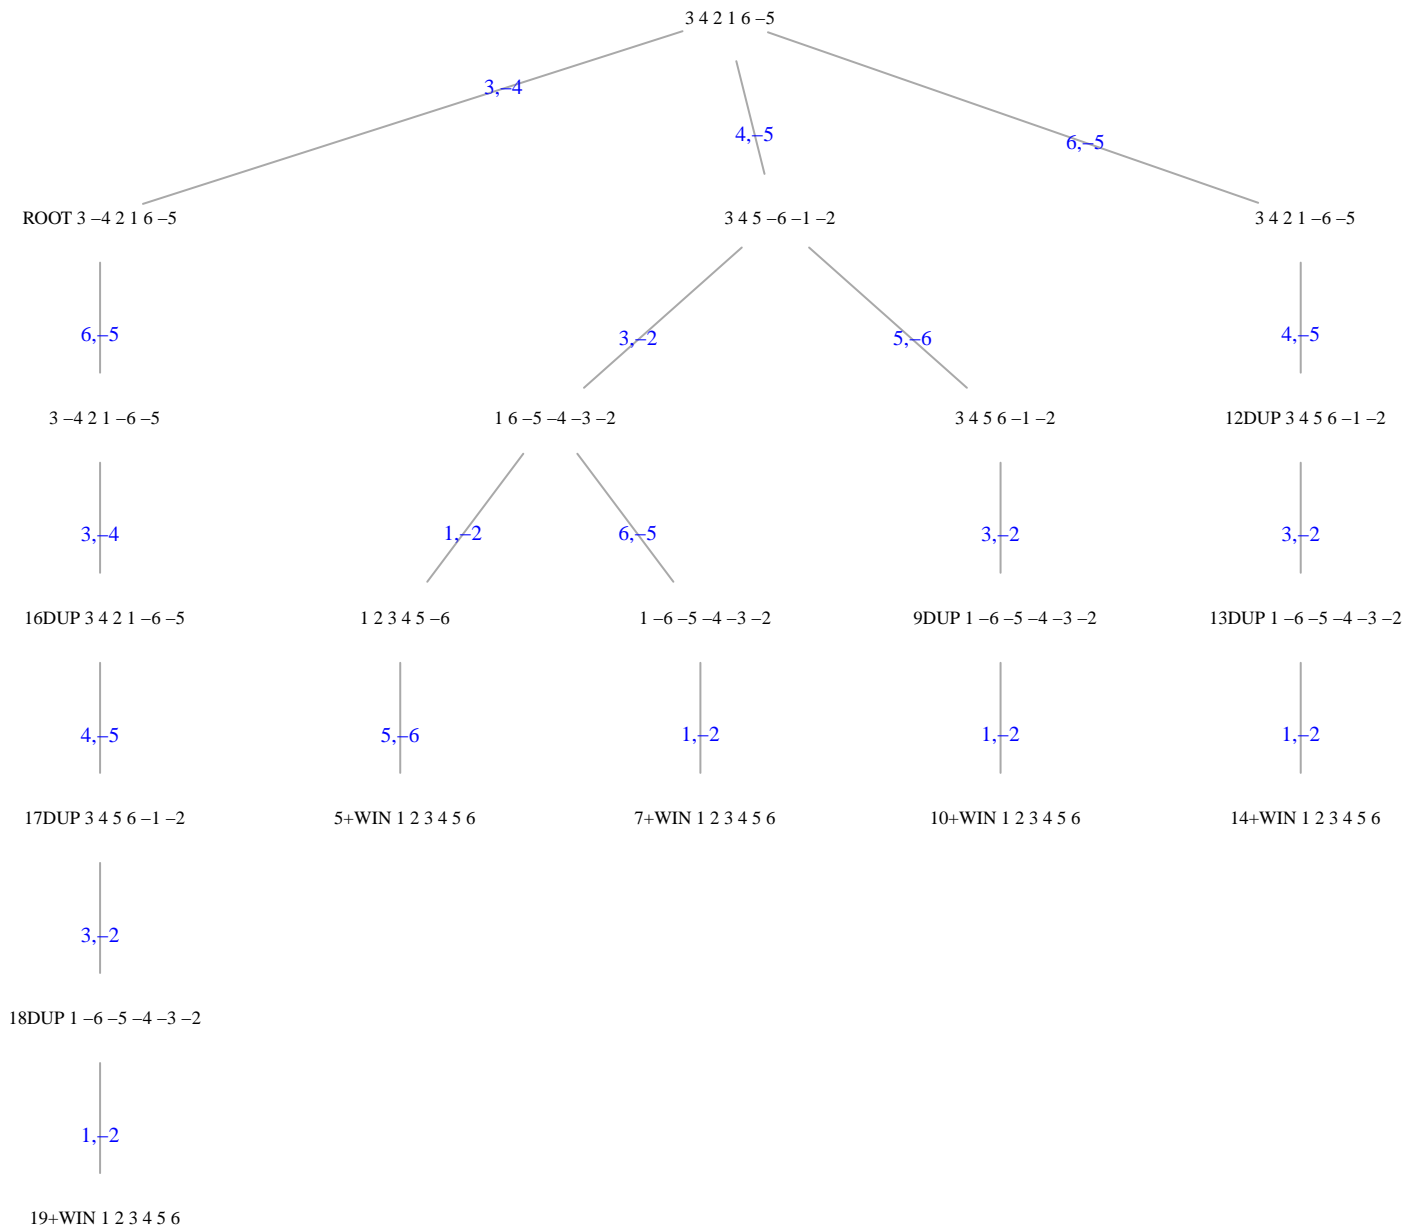 3 4 2 1 6 –5
3,–4
4,–5
6,–5
ROOT 3 –4 2 1 6 –5
3 4 5 –6 –1 –2
3 4 2 1 –6 –5
6,–5
3,–2
5,–6
4,–5
3 –4 2 1 –6 –5
1 6 –5 –4 –3 –2
3 4 5 6 –1 –2
12DUP 3 4 5 6 –1 –2
3,–4
1,–2
6,–5
3,–2
3,–2
16DUP 3 4 2 1 –6 –5
1 2 3 4 5 –6
1 –6 –5 –4 –3 –2
9DUP 1 –6 –5 –4 –3 –2
13DUP 1 –6 –5 –4 –3 –2
4,–5
5,–6
1,–2
1,–2
1,–2
17DUP 3 4 5 6 –1 –2
5+WIN 1 2 3 4 5 6
7+WIN 1 2 3 4 5 6
10+WIN 1 2 3 4 5 6
14+WIN 1 2 3 4 5 6
3,–2
18DUP 1 –6 –5 –4 –3 –2
1,–2
19+WIN 1 2 3 4 5 6